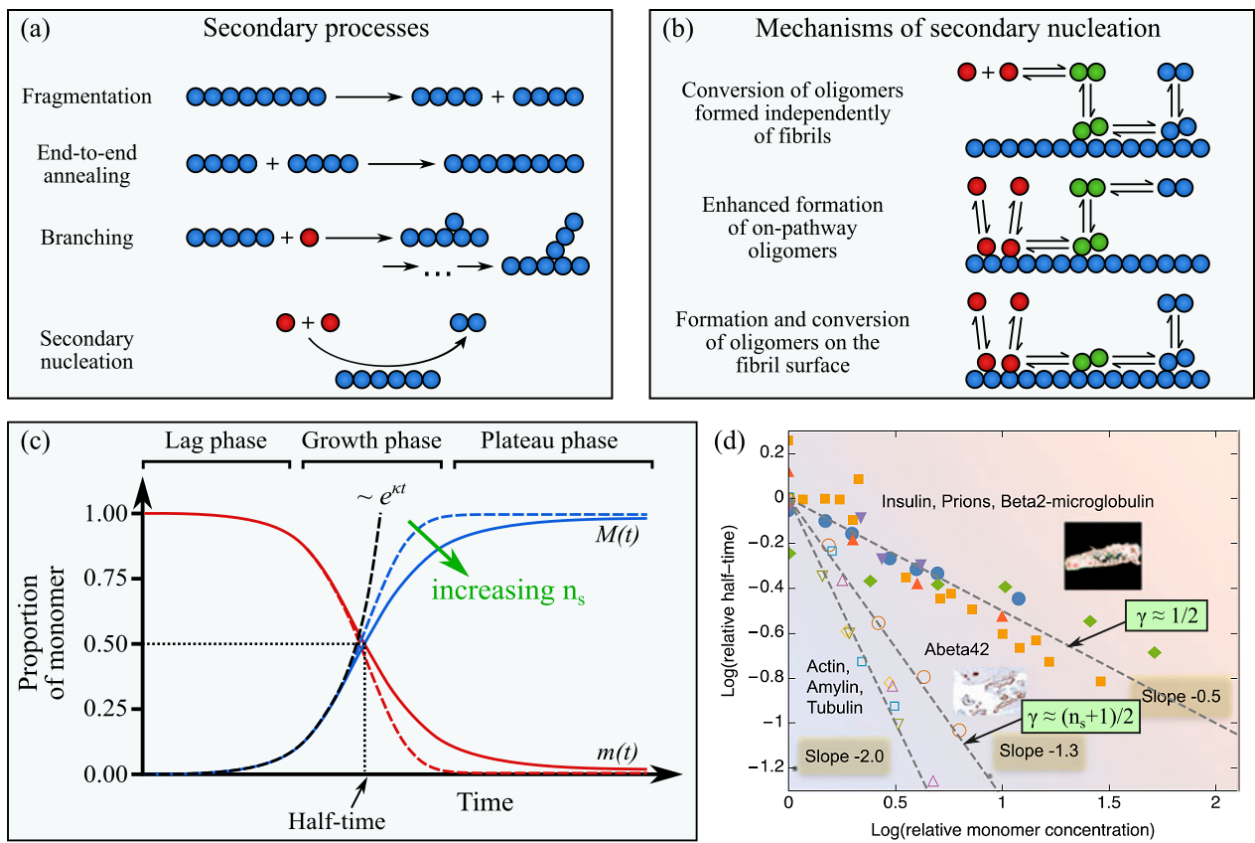 (a)
Secondary processes
Fragmentation
+
End-to-end
annealing
+
Branching
+
...
+
Secondary
nucleation
(b)
Mechanisms of secondary nucleation
Conversion of oligomers
formed independently
of fibrils
+
Enhanced formation
of on-pathway
oligomers
Formation and conversion
of oligomers on the
fibril surface
(c)
Lag phase
Growth phase
Plateau phase
~ e^κt
1.00
0.75
0.50
0.25
0.00
Proportion
of monomer
M(t)
increasing n_s
m(t)
Time
Half-time
(d)
0.2
0
−0.2
−0.4
−0.6
−0.8
−1
−1.2
Log(relative half−time)
Insulin, Prions, Beta2-microglobulin
γ ≈ 1/2
Abeta42
Actin,
Amylin,
Tubulin
Slope -0.5
γ ≈ (n_s+1)/2
Slope -2.0
Slope -1.3
0
0.5
1
1.5
2
Log(relative monomer concentration)